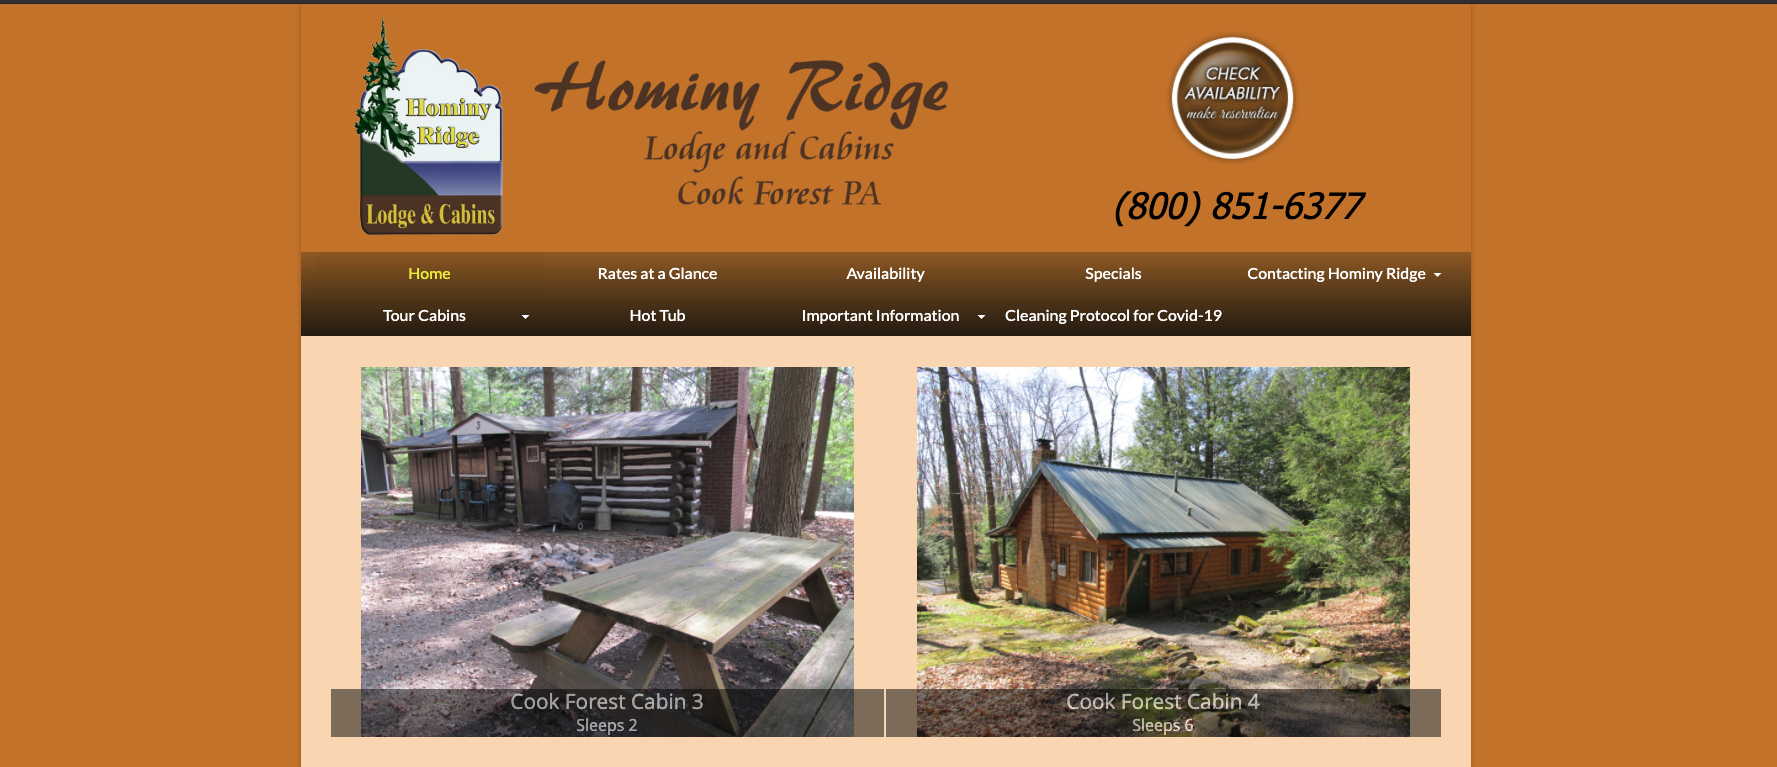 Hominy
Ridge
Lodge & Cabins
Hominy Ridge
Lodge and Cabins
Cook Forest PA
CHECK
AVAILABILITY
make reservation
(800) 851-6377
Home
Rates at a Glance
Availability
Specials
Contacting Hominy Ridge
Tour Cabins
Hot Tub
Important Information
Cleaning Protocol for Covid-19
3
Cook Forest Cabin 3
Sleeps 2
Cook Forest Cabin 4
Sleeps 6